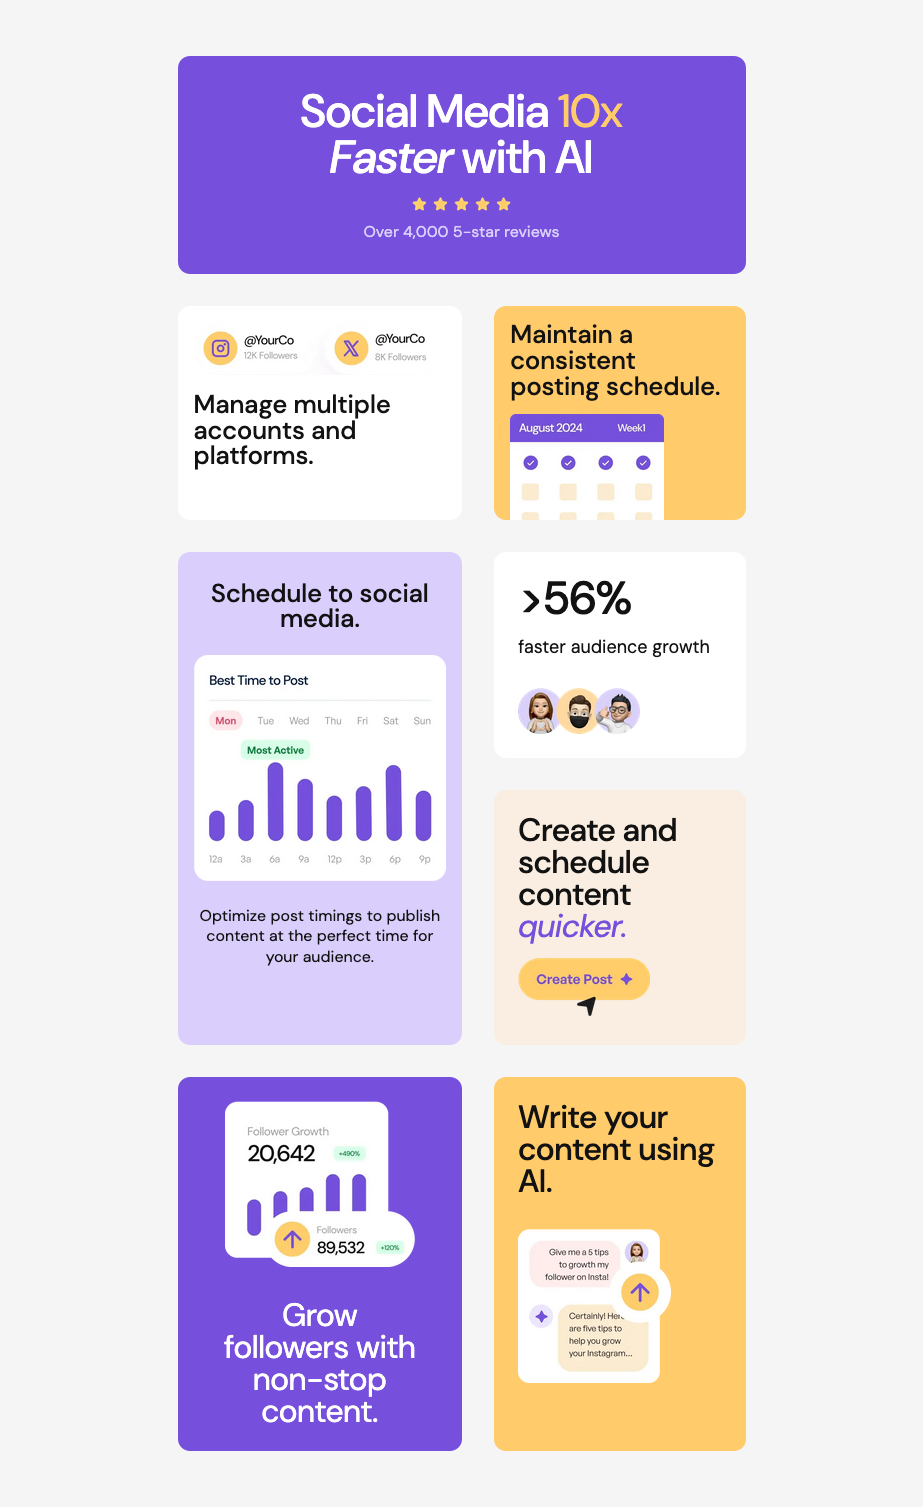 Social Media 10x
Faster with AI
Over 4,000 5-star reviews
@YourCo
12K Followers
@YourCo
8K Followers
Manage multiple
accounts and
platforms.
Maintain a
consistent
posting schedule.
August 2024 Week1
Schedule to social
media.
Best Time to Post
Mon Tue Wed Thu Fri Sat Sun
Most Active
12a 3a 6a 9a 12p 3p 6p 9p
Optimize post timings to publish
content at the perfect time for
your audience.
>56%
faster audience growth
Create and
schedule
content
quicker.
Create Post
Follower Growth
20,642 +490%
Followers
89,532 +120%
Grow
followers with
non-stop
content.
Write your
content using
AI.
Give me a 5 tips
to growth my
follower on Insta!
Certainly! Her
are five tips to
help you grow
your Instagram...